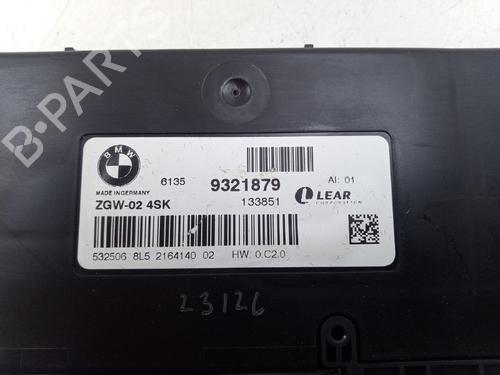 BMW
6135 9321879 AI: 01
MADE IN GERMANY
ZGW-02 4SK 133851 LEAR
CORPORATION
532506 8L5 2164140 02 HW: 0.C2.0
23126
B-PARTS